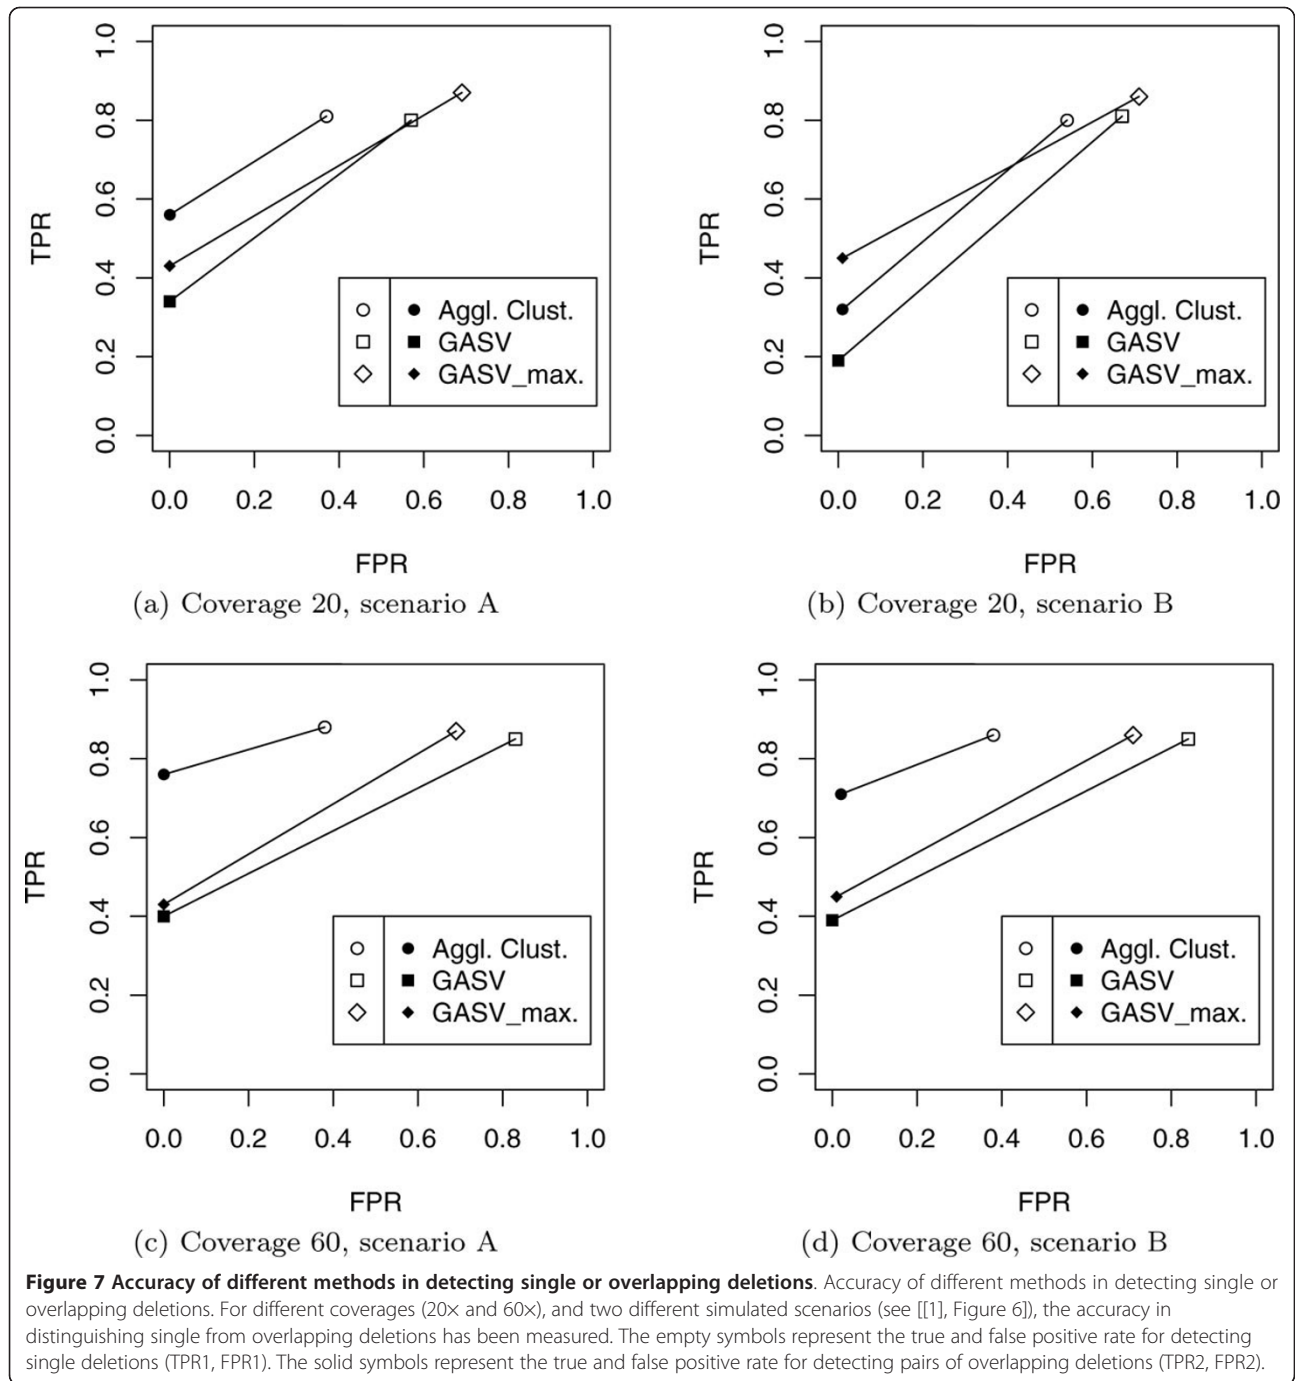 1.0
0.8
0.6
0.4
0.2
0.0
TPR
Aggl. Clust.
GASV
GASV_max.
0.0 0.2 0.4 0.6 0.8 1.0
FPR
(a) Coverage 20, scenario A
1.0
0.8
0.6
0.4
0.2
0.0
TPR
Aggl. Clust.
GASV
GASV_max.
0.0 0.2 0.4 0.6 0.8 1.0
FPR
(b) Coverage 20, scenario B
1.0
0.8
0.6
0.4
0.2
0.0
TPR
Aggl. Clust.
GASV
GASV_max.
0.0 0.2 0.4 0.6 0.8 1.0
FPR
(c) Coverage 60, scenario A
1.0
0.8
0.6
0.4
0.2
0.0
TPR
Aggl. Clust.
GASV
GASV_max.
0.0 0.2 0.4 0.6 0.8 1.0
FPR
(d) Coverage 60, scenario B
Figure 7 Accuracy of different methods in detecting single or overlapping deletions. Accuracy of different methods in detecting single or
overlapping deletions. For different coverages (20× and 60×), and two different simulated scenarios (see [[1], Figure 6]), the accuracy in
distinguishing single from overlapping deletions has been measured. The empty symbols represent the true and false positive rate for detecting
single deletions (TPR1, FPR1). The solid symbols represent the true and false positive rate for detecting pairs of overlapping deletions (TPR2, FPR2).